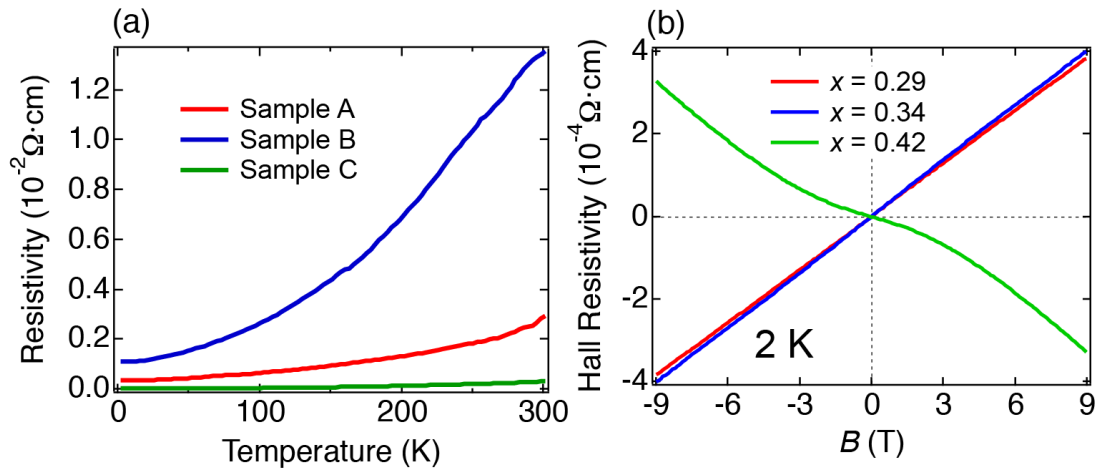 (a)
Resistivity (10⁻²Ω·cm)
1.2
1.0
0.8
0.6
0.4
0.2
0.0
Sample A
Sample B
Sample C
0
100
200
300
Temperature (K)
(b)
Hall Resistivity (10⁻⁴Ω·cm)
4
2
0
-2
-4
x = 0.29
x = 0.34
x = 0.42
2 K
-9
-6
-3
0
3
6
9
B (T)